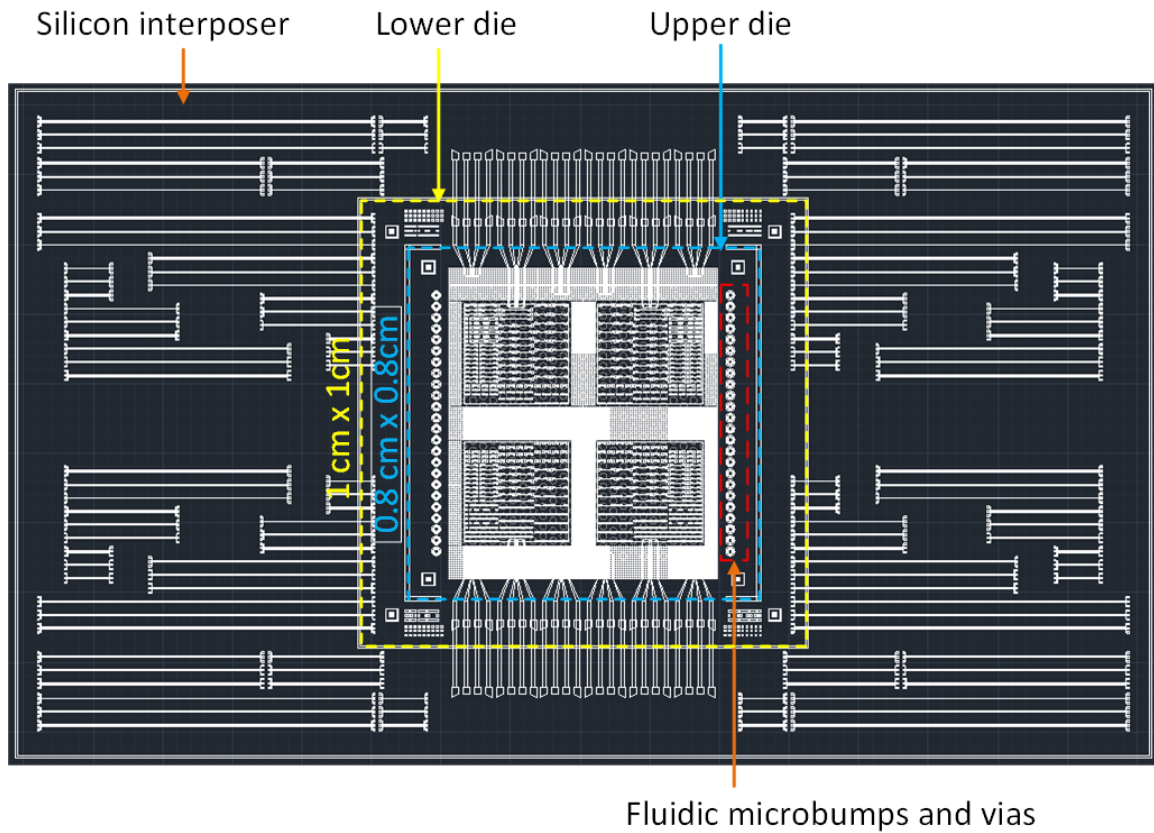 Silicon interposer
Lower die
Upper die
1 cm x 1cm
0.8 cm x 0.8cm
Fluidic microbumps and vias